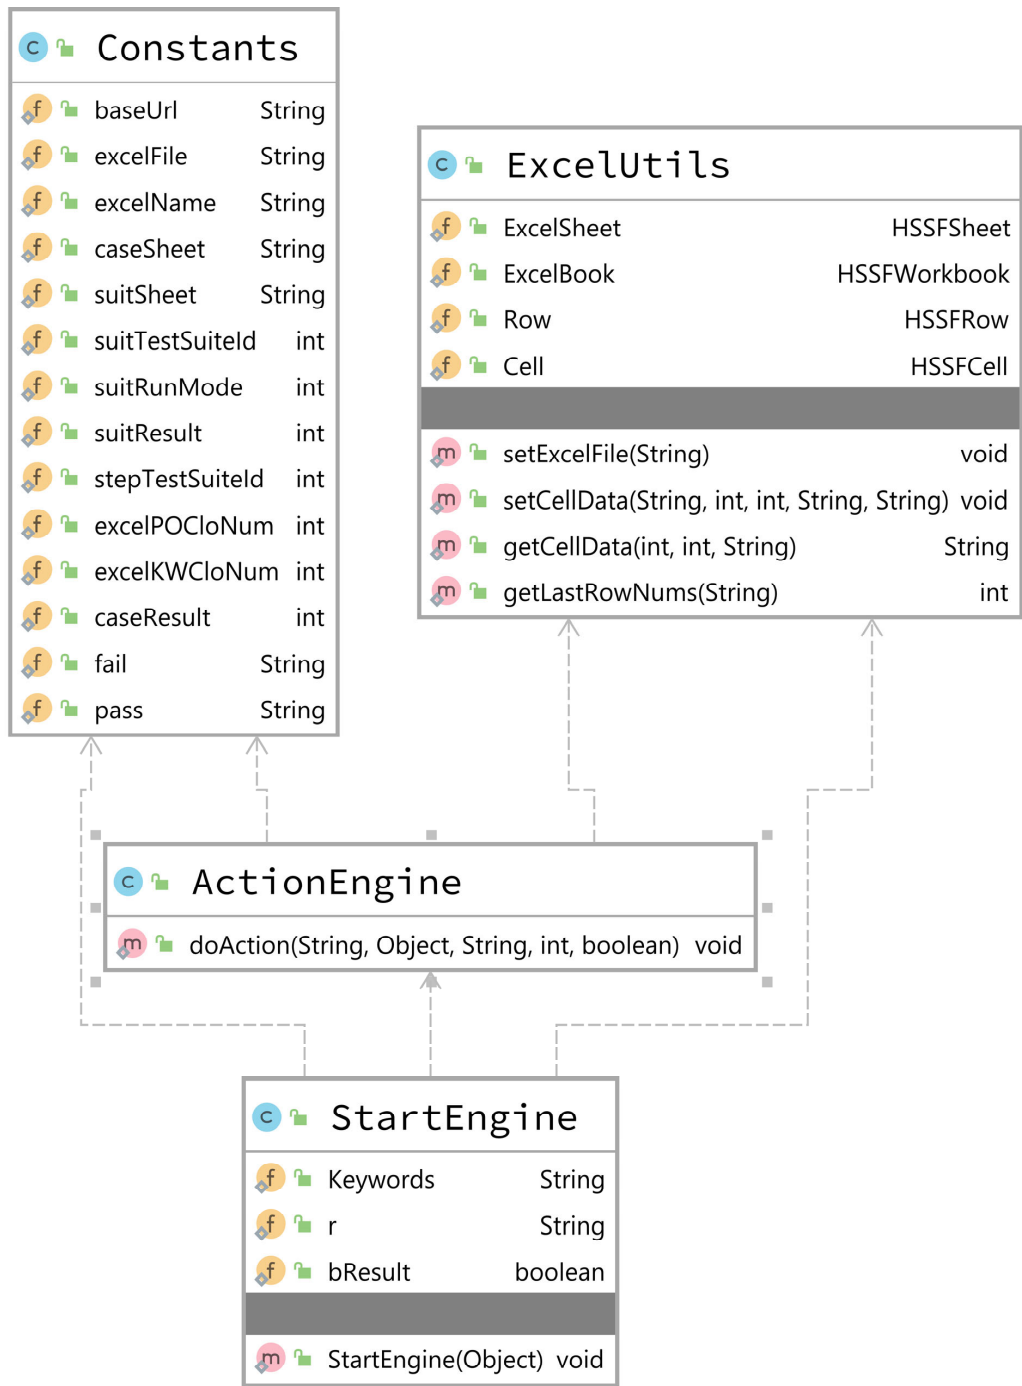 Constants
baseUrl String
excelFile String
excelName String
caseSheet String
suitSheet String
suitTestSuiteId int
suitRunMode int
suitResult int
stepTestSuiteId int
excelPOCloNum int
excelKWCloNum int
caseResult int
fail String
pass String
ExcelUtils
ExcelSheet HSSFSheet
ExcelBook HSSFWorkbook
Row HSSFRow
Cell HSSFCell
setExcelFile(String) void
setCellData(String, int, int, String, String) void
getCellData(int, int, String) String
getLastRowNums(String) int
ActionEngine
doAction(String, Object, String, int, boolean) void
StartEngine
Keywords String
r String
bResult boolean
StartEngine(Object) void